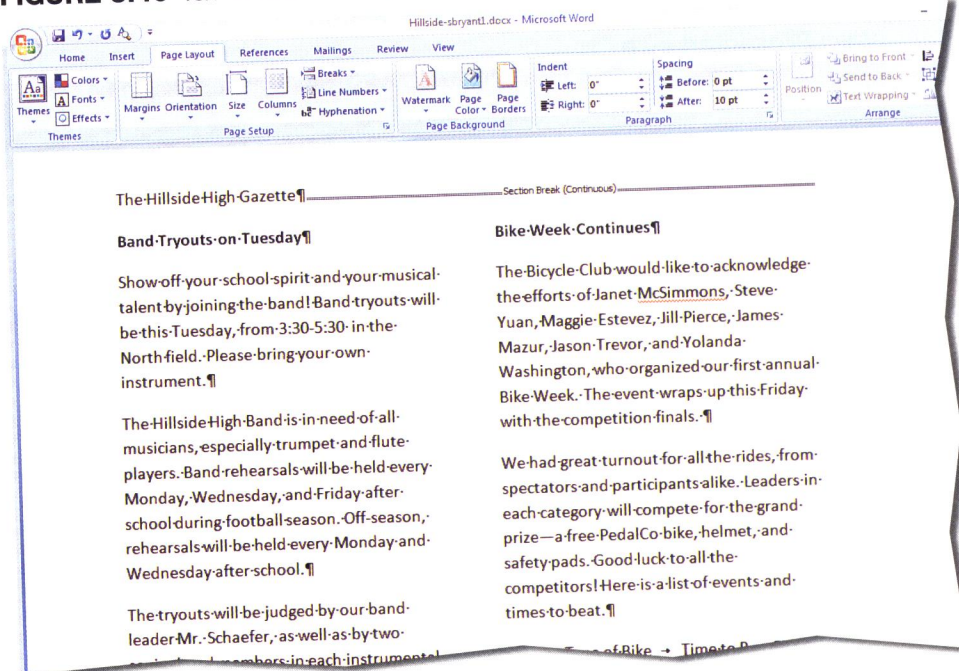 Hillside-sbryant1.docx - Microsoft Word
Home Insert Page Layout References Mailings Review View
Themes
Colors
Fonts
Effects
Themes
Margins Orientation Size Columns
Breaks
Line Numbers
Hyphenation
Page Setup
Watermark Page Color Page Borders
Page Background
Indent
Left: 0"
Right: 0"
Spacing
Before: 0 pt
After: 10 pt
Paragraph
Position
Bring to Front
Send to Back
Text Wrapping
Arrange
The·Hillside·High·Gazette¶ Section Break (Continuous)
Band·Tryouts·on·Tuesday¶
Show·off·your·school·spirit·and·your·musical·
talent·by·joining·the·band!·Band·tryouts·will·
be·this·Tuesday,·from·3:30-5:30·in·the·
North·field.·Please·bring·your·own·
instrument.¶
The·Hillside·High·Band·is·in·need·of·all·
musicians,·especially·trumpet·and·flute·
players.·Band·rehearsals·will·be·held·every·
Monday,·Wednesday,·and·Friday·after·
school·during·football·season.·Off-season,·
rehearsals·will·be·held·every·Monday·and·
Wednesday·after·school.¶
The·tryouts·will·be·judged·by·our·band·
leader·Mr.·Schaefer,·as·well·as·by·two·
members·in·each·instrumental
Bike·Week·Continues¶
The·Bicycle·Club·would·like·to·acknowledge·
the·efforts·of·Janet·McSimmons,·Steve·
Yuan,·Maggie·Estevez,·Jill·Pierce,·James·
Mazur,·Jason·Trevor,·and·Yolanda·
Washington,·who·organized·our·first·annual·
Bike·Week.·The·event·wraps·up·this·Friday·
with·the·competition·finals.·¶
We·had·great·turnout·for·all·the·rides,·from·
spectators·and·participants·alike.·Leaders·in·
each·category·will·compete·for·the·grand·
prize—a·free·PedalCo·bike,·helmet,·and·
safety·pads.·Good·luck·to·all·the·
competitors!·Here·is·a·list·of·events·and·
times·to·beat.¶
of·Bike → Time·to